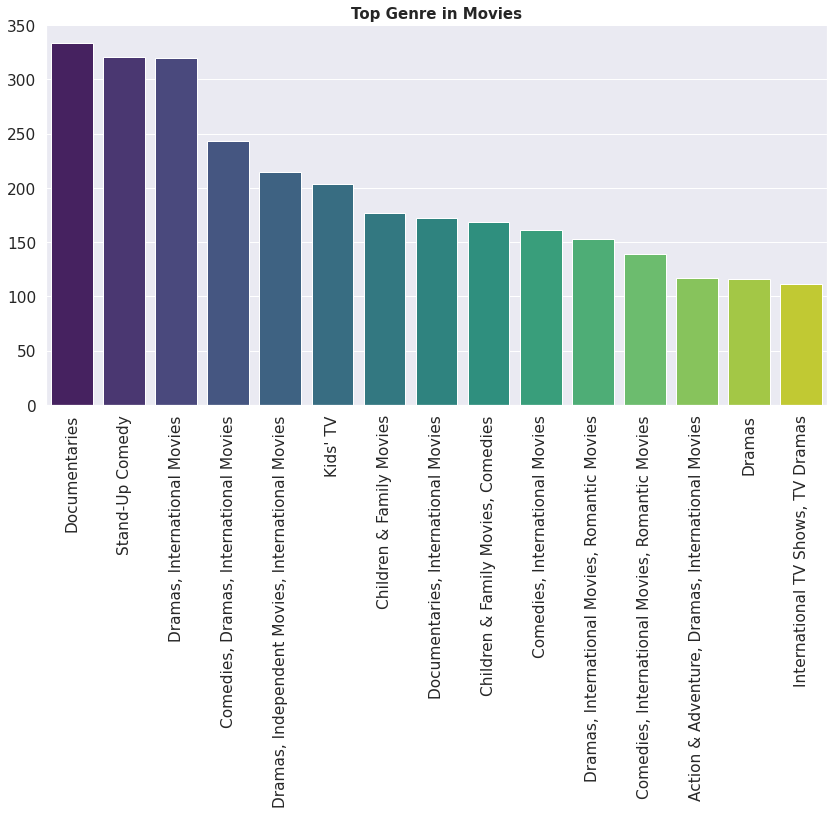 Top Genre in Movies
350
300
250
200
150
100
50
0
Documentaries
Stand-Up Comedy
Dramas, International Movies
Comedies, Dramas, International Movies
Dramas, Independent Movies, International Movies
Kids' TV
Children & Family Movies
Documentaries, International Movies
Children & Family Movies, Comedies
Comedies, International Movies
Dramas, International Movies, Romantic Movies
Comedies, International Movies, Romantic Movies
Action & Adventure, Dramas, International Movies
Dramas
International TV Shows, TV Dramas